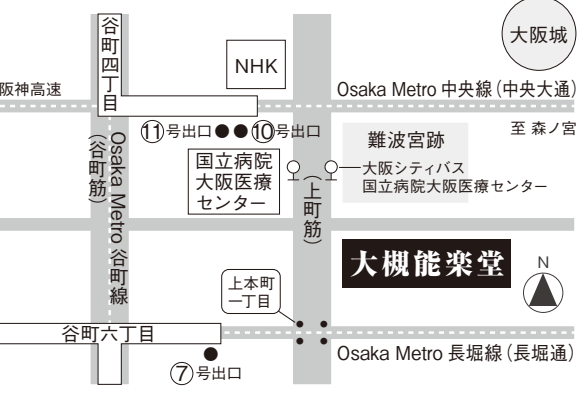 大阪城
谷町四丁目
NHK
阪神高速
Osaka Metro 中央線(中央大通)
⑪号出口
⑩号出口
至 森ノ宮
難波宮跡
国立病院
大阪医療
センター
大阪シティバス
国立病院大阪医療センター
Osaka Metro 谷町線
(谷町筋)
(上町筋)
大槻能楽堂
N
上本町
一丁目
谷町六丁目
Osaka Metro 長堀線(長堀通)
⑦号出口